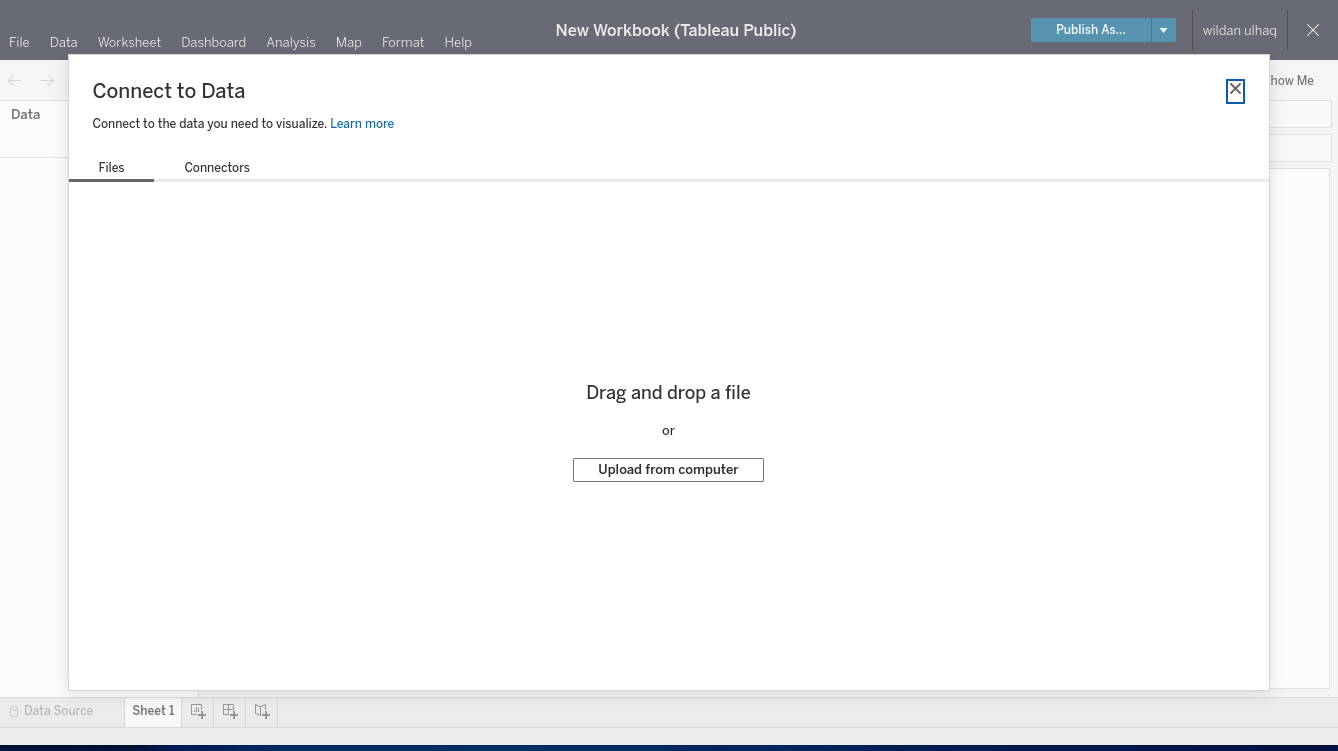 New Workbook (Tableau Public)
Publish As...
wildan ulhaq
File Data Worksheet Dashboard Analysis Map Format Help
how Me
Data
Connect to Data
Connect to the data you need to visualize. Learn more
Files Connectors
Drag and drop a file
or
Upload from computer
Data Source Sheet 1